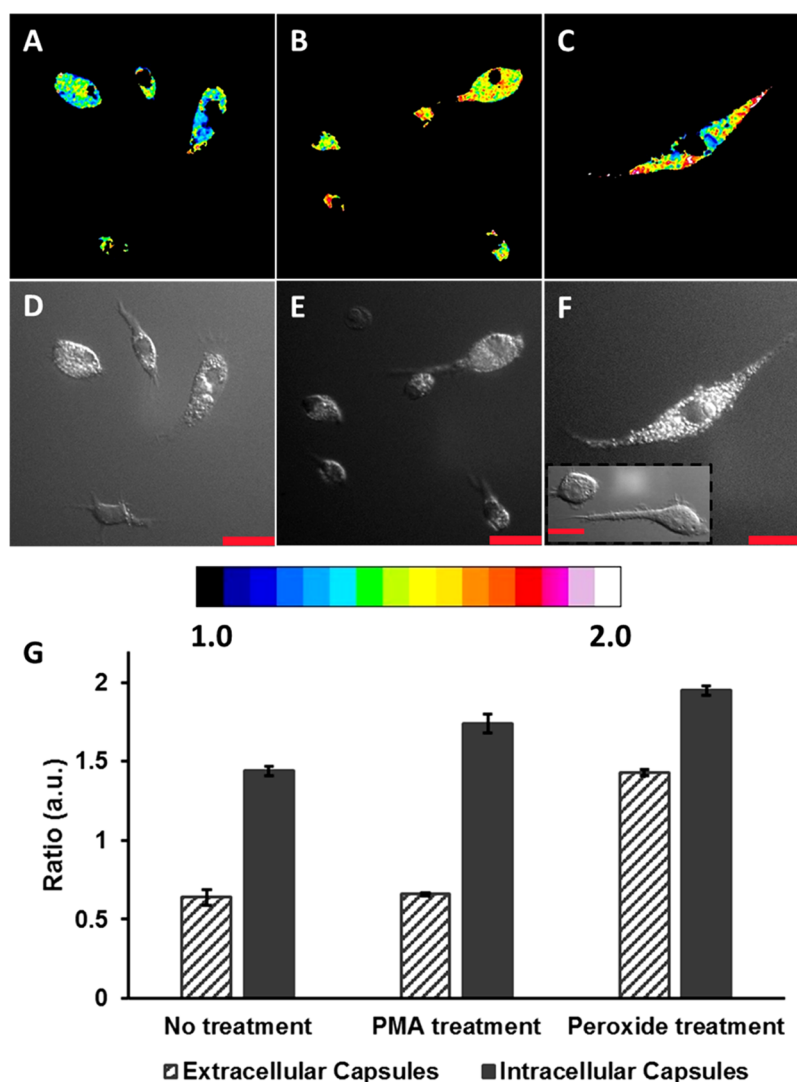 A
B
C
D
E
F
1.0 2.0
G
Ratio (a.u.)
2
1.5
1
0.5
0
No treatment PMA treatment Peroxide treatment
Extracellular Capsules Intracellular Capsules